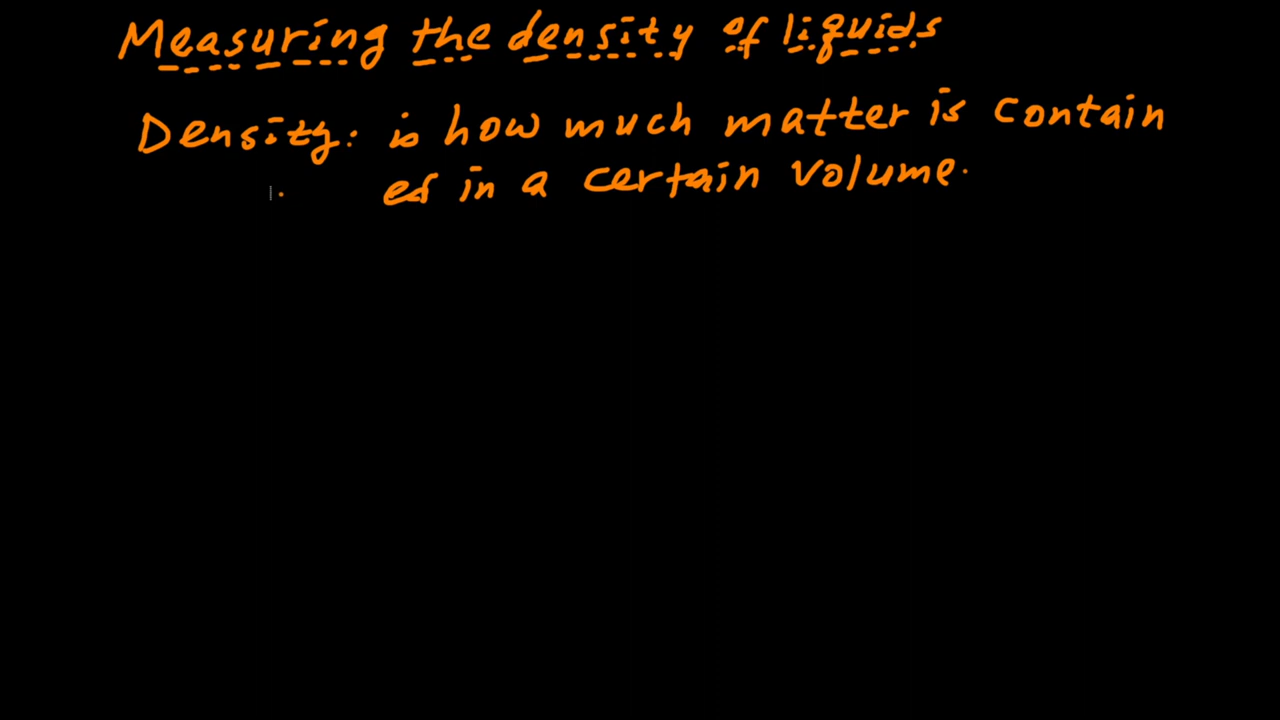 Measuring the density of liquids
Density: is how much matter is contain
ed in a certain volume.